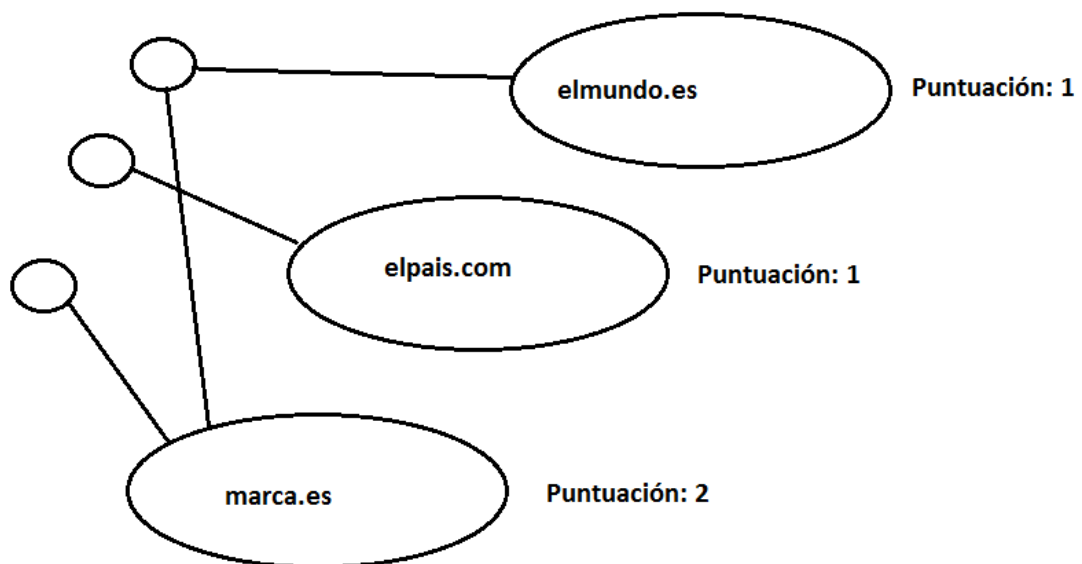 elmundo.es
Puntuación: 1
elpais.com
Puntuación: 1
marca.es
Puntuación: 2